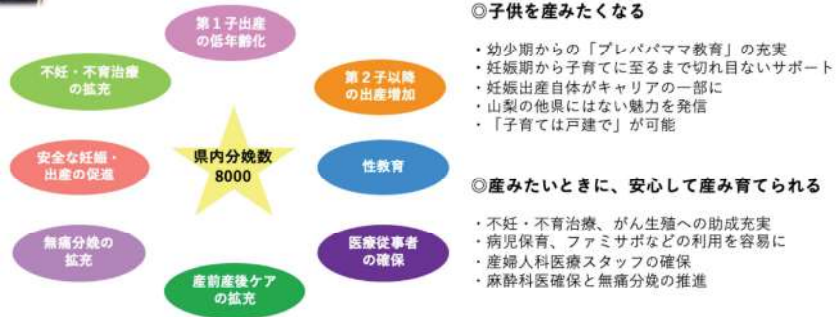 第1子出産
の低年齢化
不妊・不育治療
の拡充
第2子以降
の出産増加
安全な妊娠・
出産の促進
県内分娩数
8000
性教育
無痛分娩の
拡充
医療従事者
の確保
産前産後ケア
の拡充
◎子供を産みたくなる
・幼少期からの「プレパパママ教育」の充実
・妊娠期から子育てに至るまで切れ目ないサポート
・妊娠出産自体がキャリアの一部に
・山梨の他県にはない魅力を発信
・「子育ては戸建で」が可能
◎産みたいときに、安心して産み育てられる
・不妊・不育治療、がん生殖への助成充実
・病児保育、ファミサポなどの利用を容易に
・産婦人科医療スタッフの確保
・麻酔科医確保と無痛分娩の推進